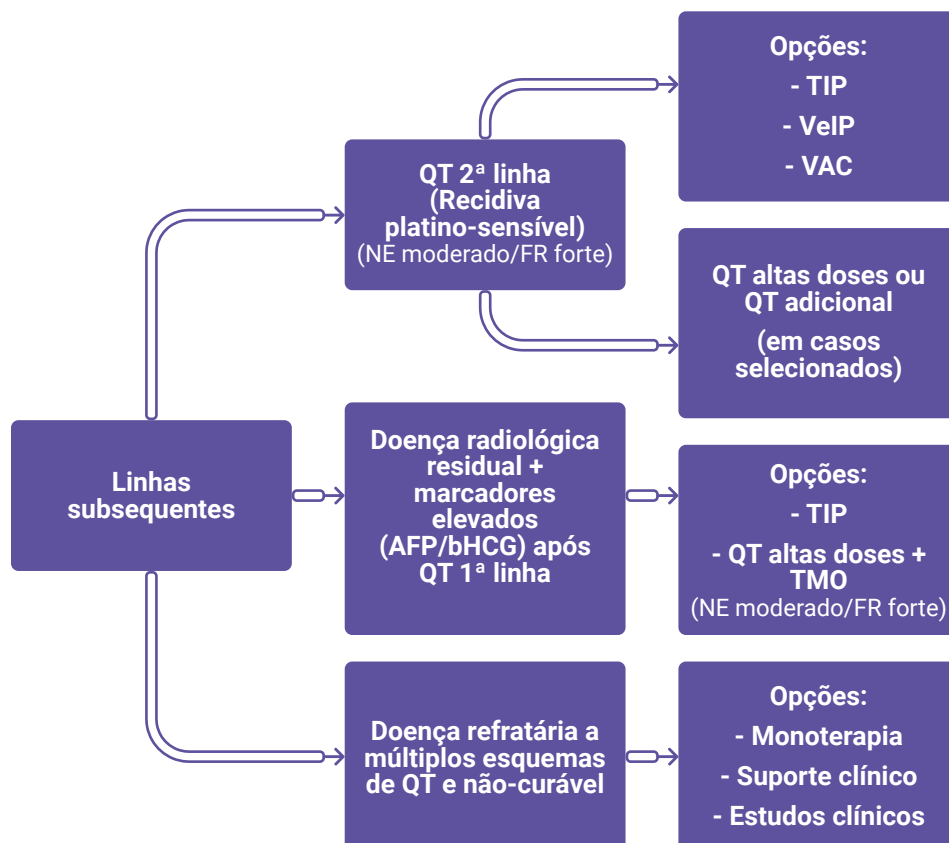 Linhas
subsequentes
QT 2ª linha
(Recidiva
platino-sensível)
(NE moderado/FR forte)
Opções:
- TIP
- VeIP
- VAC
QT altas doses ou
QT adicional
(em casos
selecionados)
Doença radiológica
residual +
marcadores
elevados
(AFP/bHCG) após
QT 1ª linha
Opções:
- TIP
- QT altas doses +
TMO
(NE moderado/FR forte)
Doença refratária a
múltiplos esquemas
de QT e não-curável
Opções:
- Monoterapia
- Suporte clínico
- Estudos clínicos